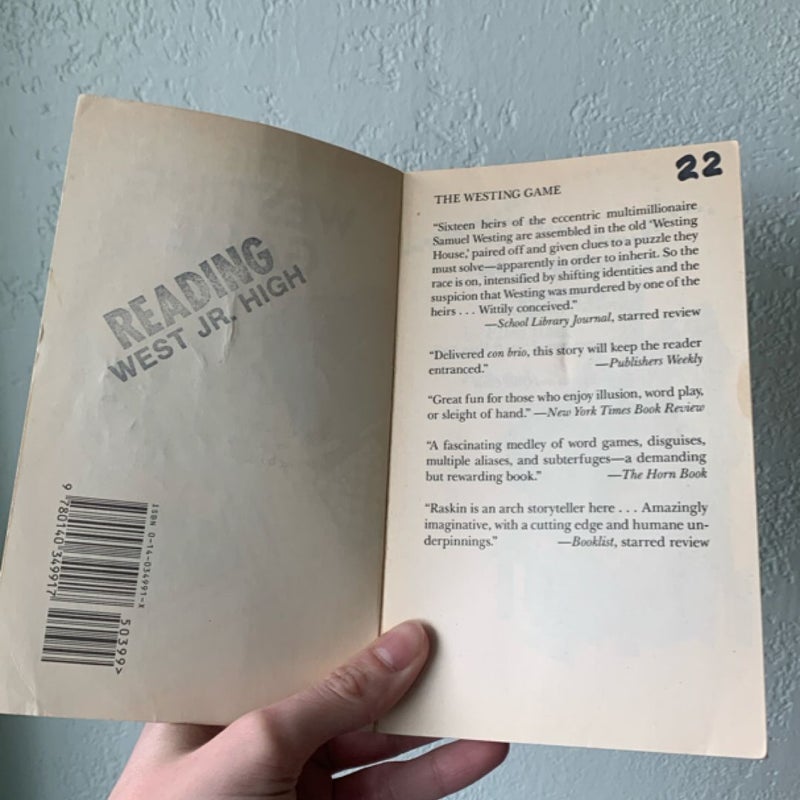 READING
WEST JR. HIGH
ISBN 0-14-034991-X
9 780140 349917
50399>
22
THE WESTING GAME
“Sixteen heirs of the eccentric multimillionaire
Samuel Westing are assembled in the old ‘Westing
House,’ paired off and given clues to a puzzle they
must solve—apparently in order to inherit. So the
race is on, intensified by shifting identities and the
suspicion that Westing was murdered by one of the
heirs . . . Wittily conceived.”
—School Library Journal, starred review
“Delivered con brio, this story will keep the reader
entranced.” —Publishers Weekly
“Great fun for those who enjoy illusion, word play,
or sleight of hand.” —New York Times Book Review
“A fascinating medley of word games, disguises,
multiple aliases, and subterfuges—a demanding
but rewarding book.” —The Horn Book
“Raskin is an arch storyteller here . . . Amazingly
imaginative, with a cutting edge and humane un-
derpinnings.” —Booklist, starred review